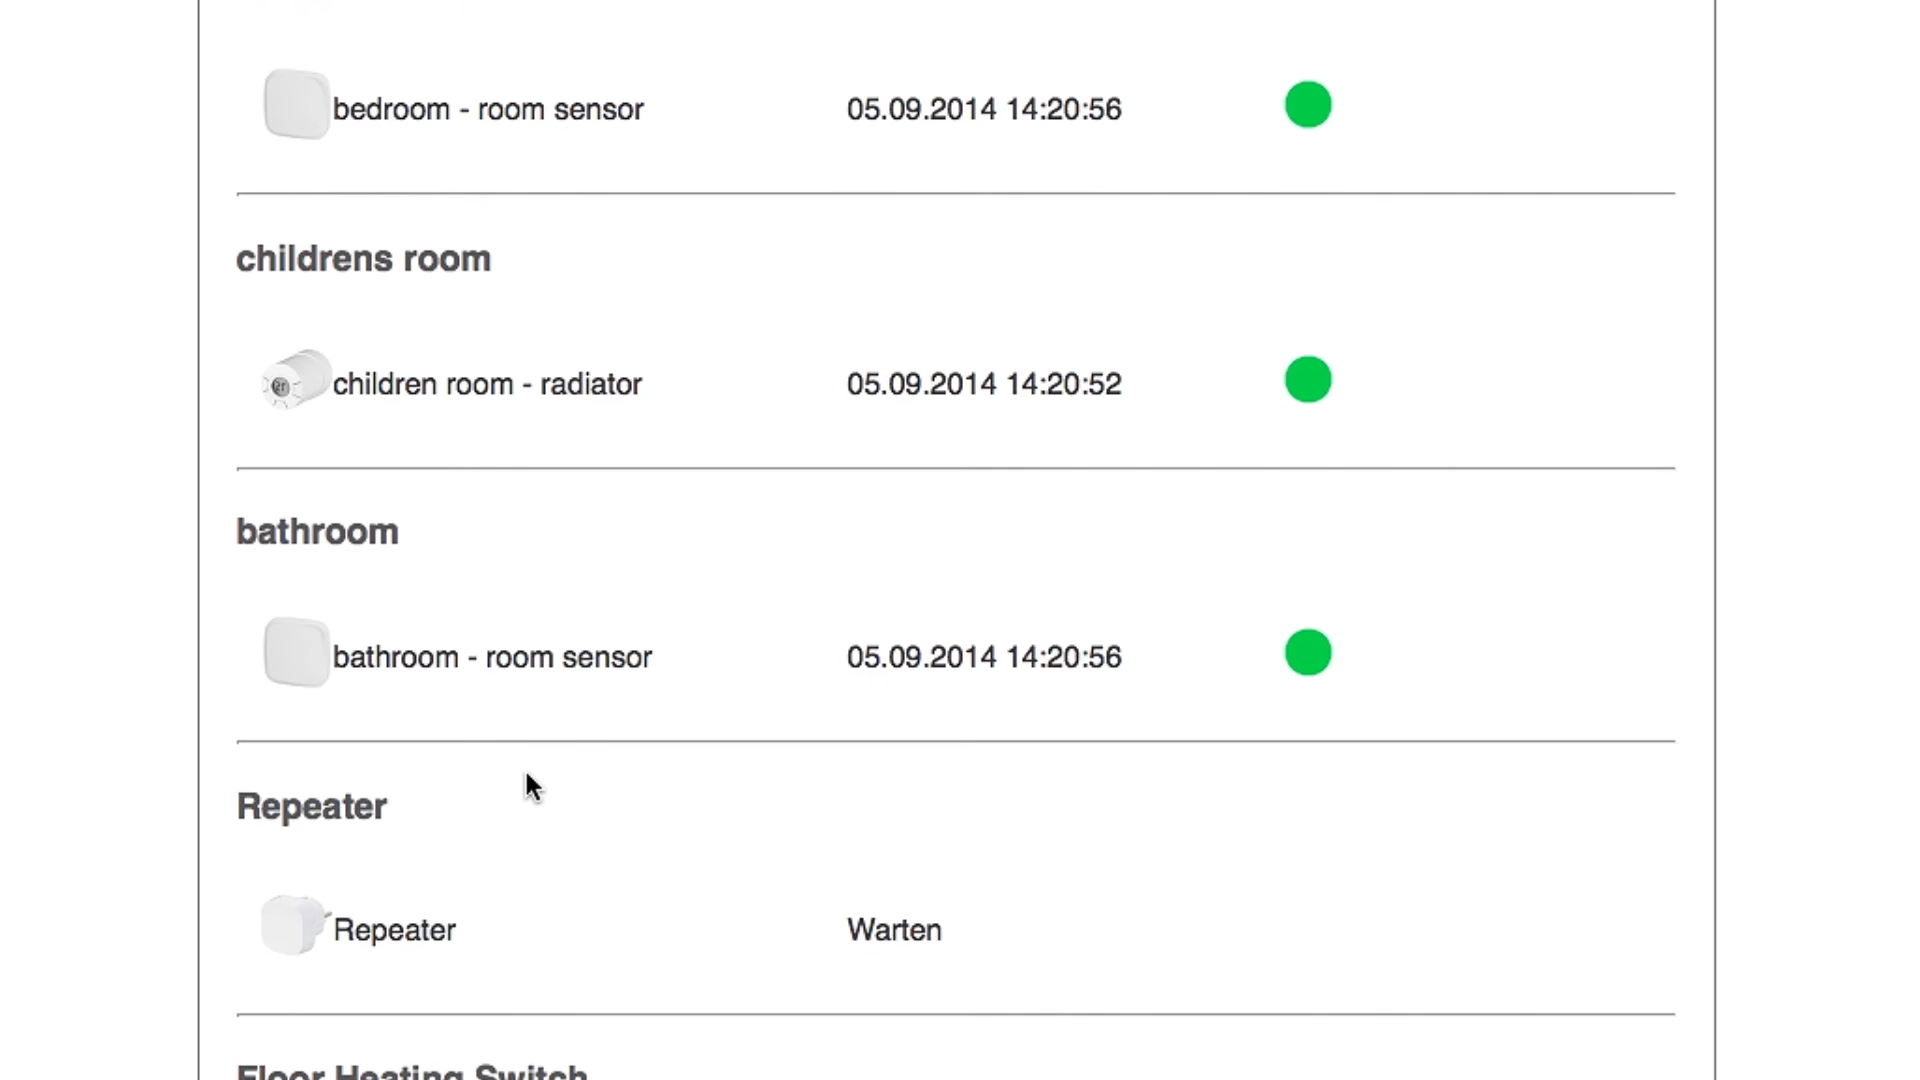 bedroom - room sensor 05.09.2014 14:20:56
childrens room
children room - radiator 05.09.2014 14:20:52
bathroom
bathroom - room sensor 05.09.2014 14:20:56
Repeater
Repeater Warten
Floor Heating Switch